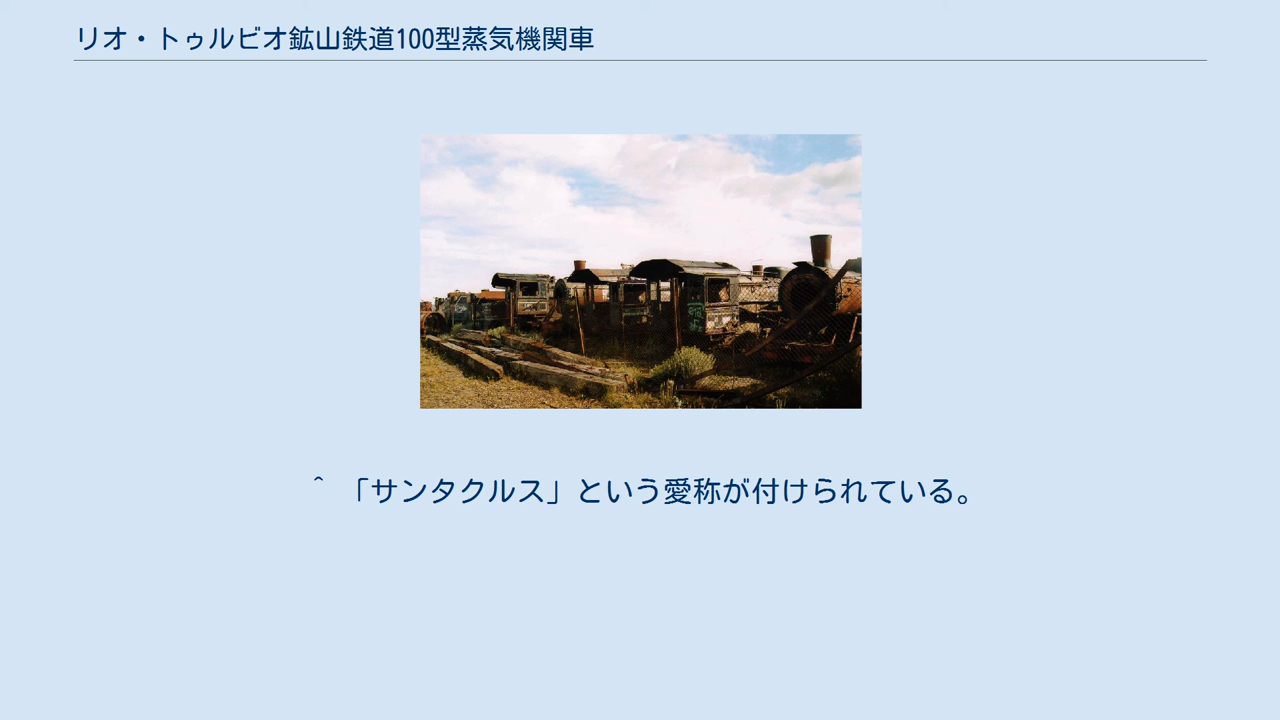 リオ・トゥルビオ鉱山鉄道100型蒸気機関車
^ 「サンタクルス」という愛称が付けられている。